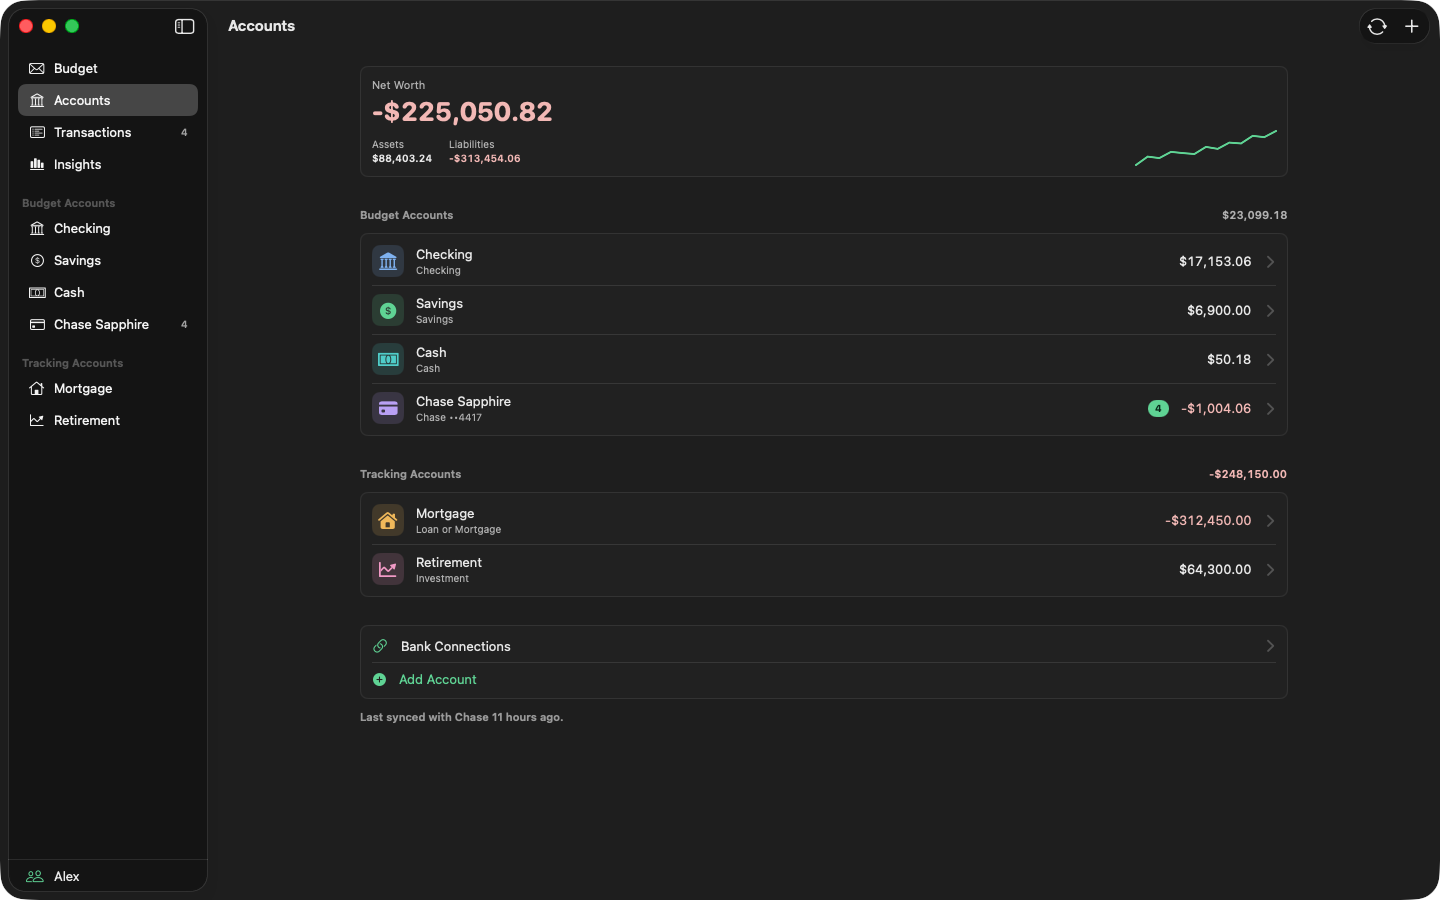 Accounts
Budget
Accounts
Transactions 4
Insights
Budget Accounts
Checking
Savings
Cash
Chase Sapphire 4
Tracking Accounts
Mortgage
Retirement
Alex
Net Worth
-$225,050.82
Assets Liabilities
$88,403.24 -$313,454.06
Budget Accounts $23,099.18
Checking
Checking
$17,153.06
Savings
Savings
$6,900.00
Cash
Cash
$50.18
Chase Sapphire
Chase ••4417
4 -$1,004.06
Tracking Accounts -$248,150.00
Mortgage
Loan or Mortgage
-$312,450.00
Retirement
Investment
$64,300.00
Bank Connections
Add Account
Last synced with Chase 11 hours ago.